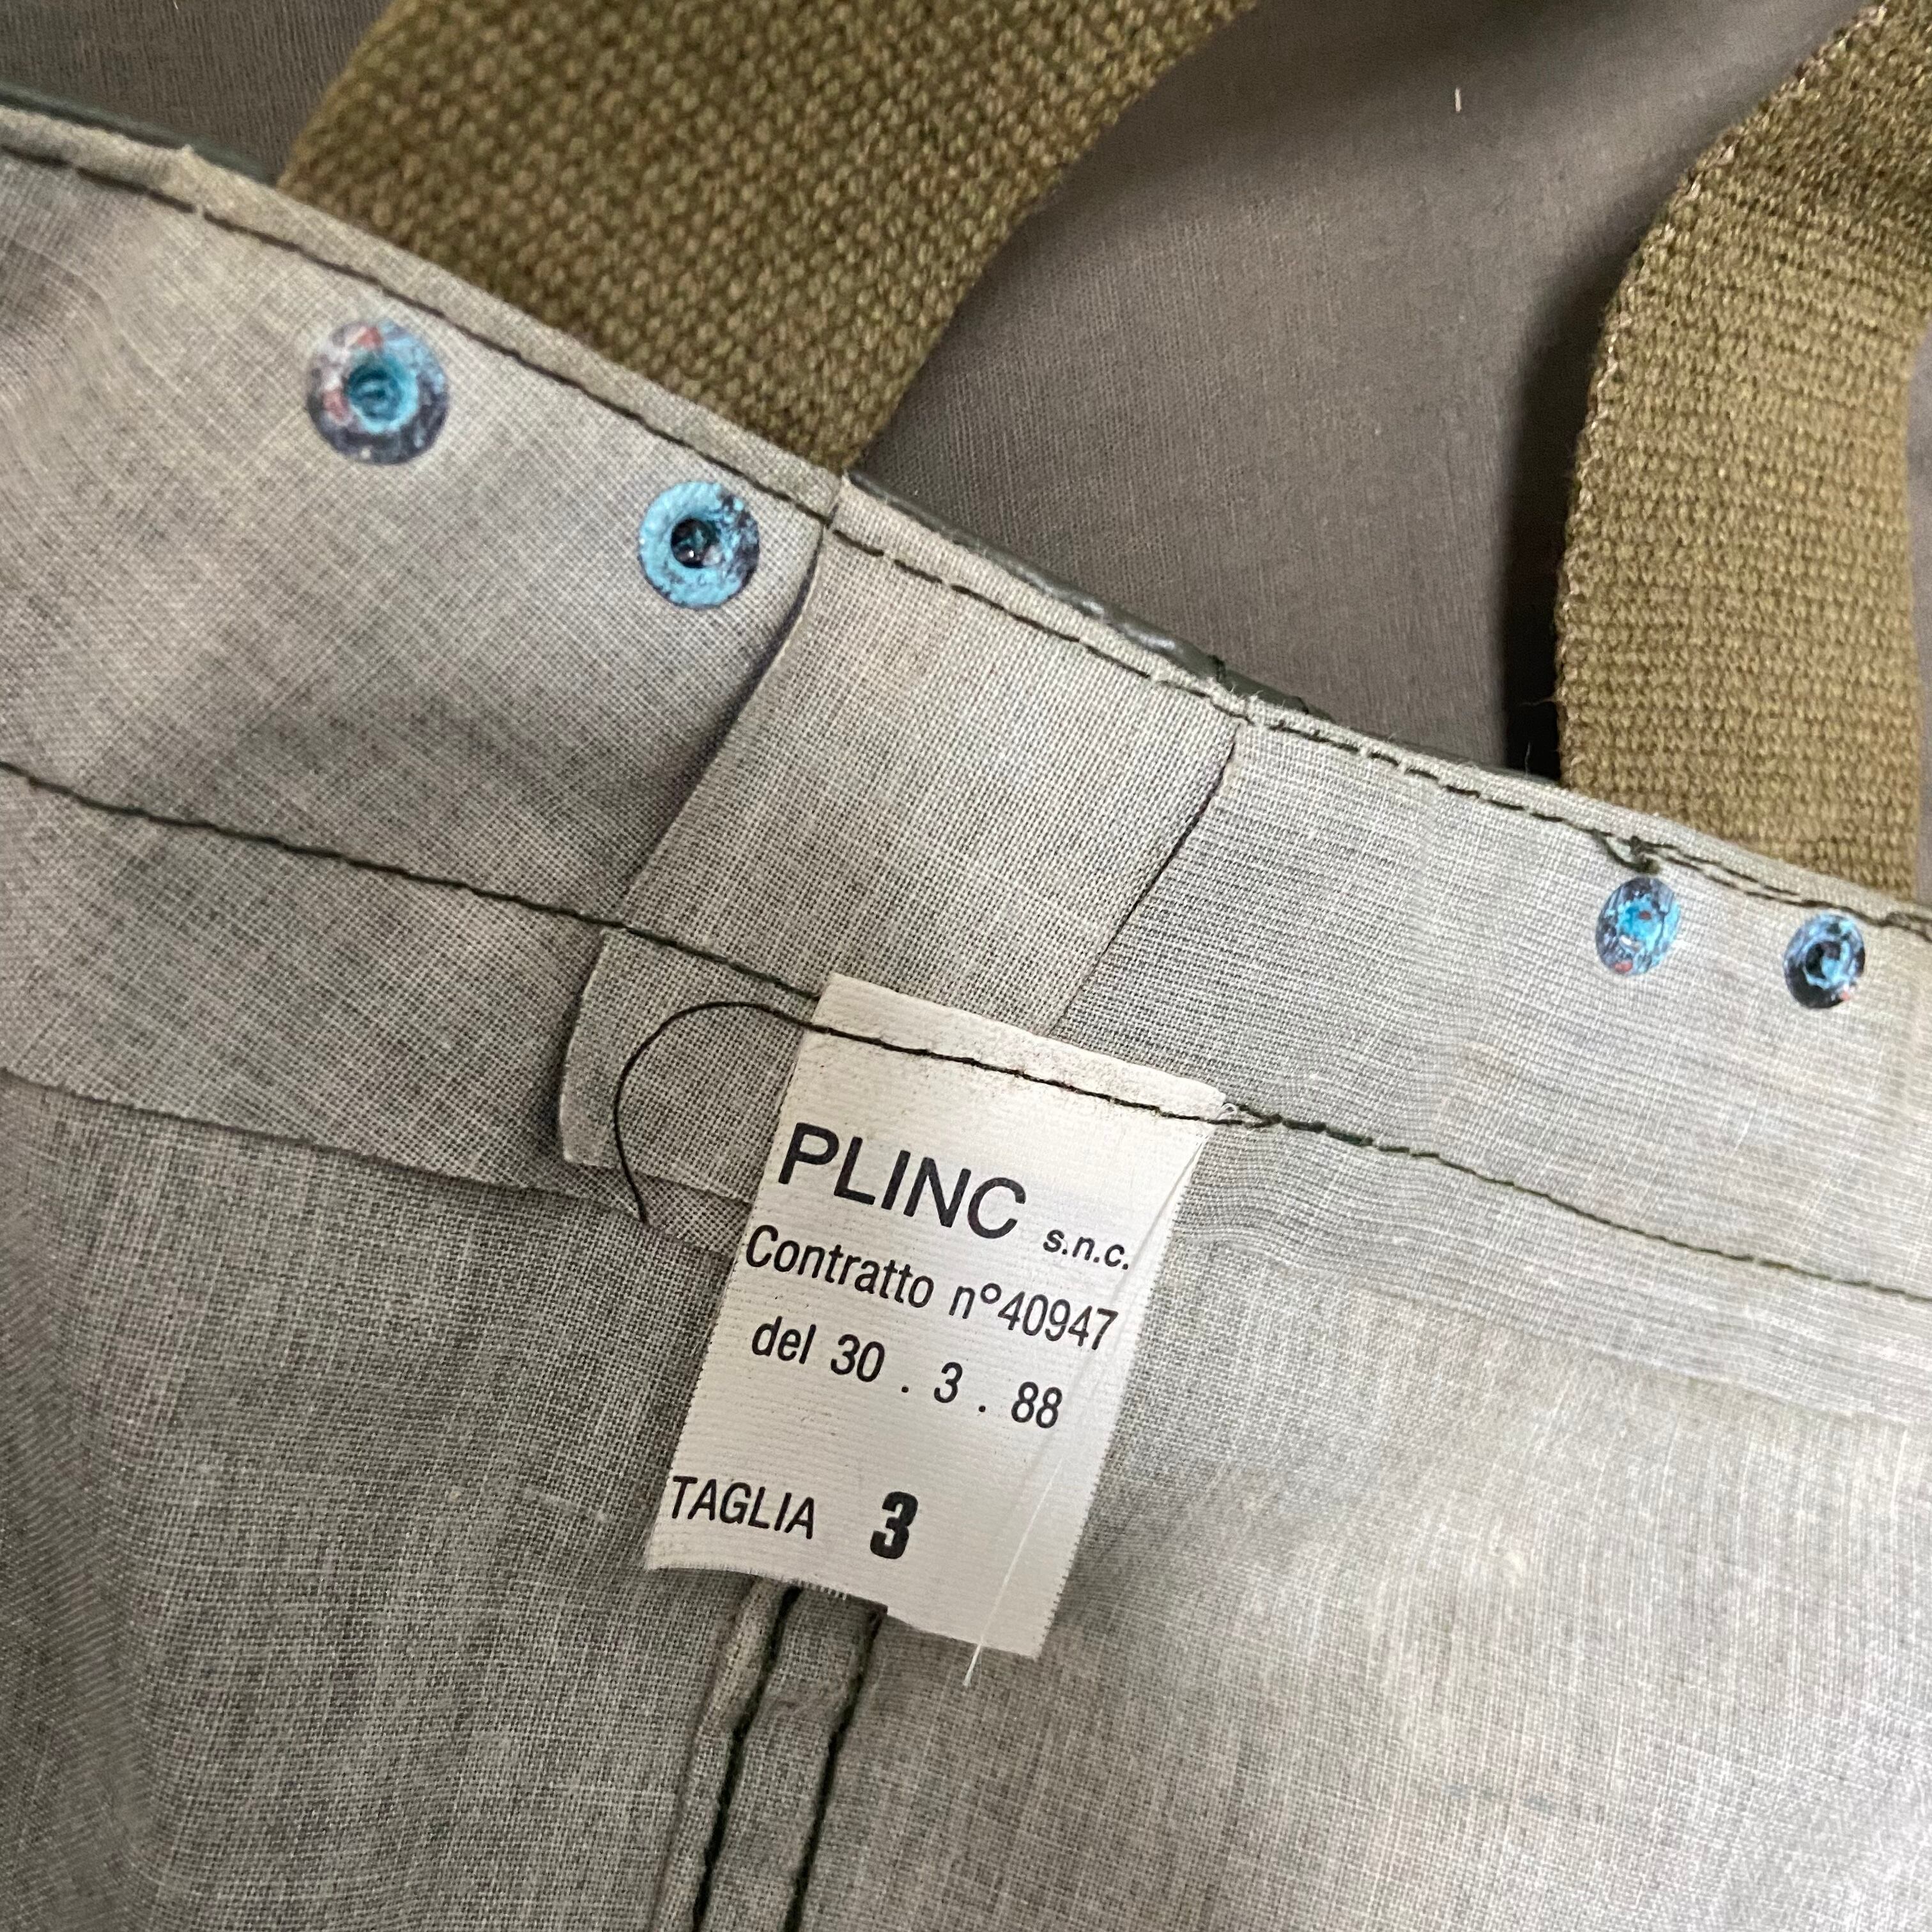 PLINC s.n.c.
Contratto n°40947
del 30 . 3 . 88
TAGLIA 3